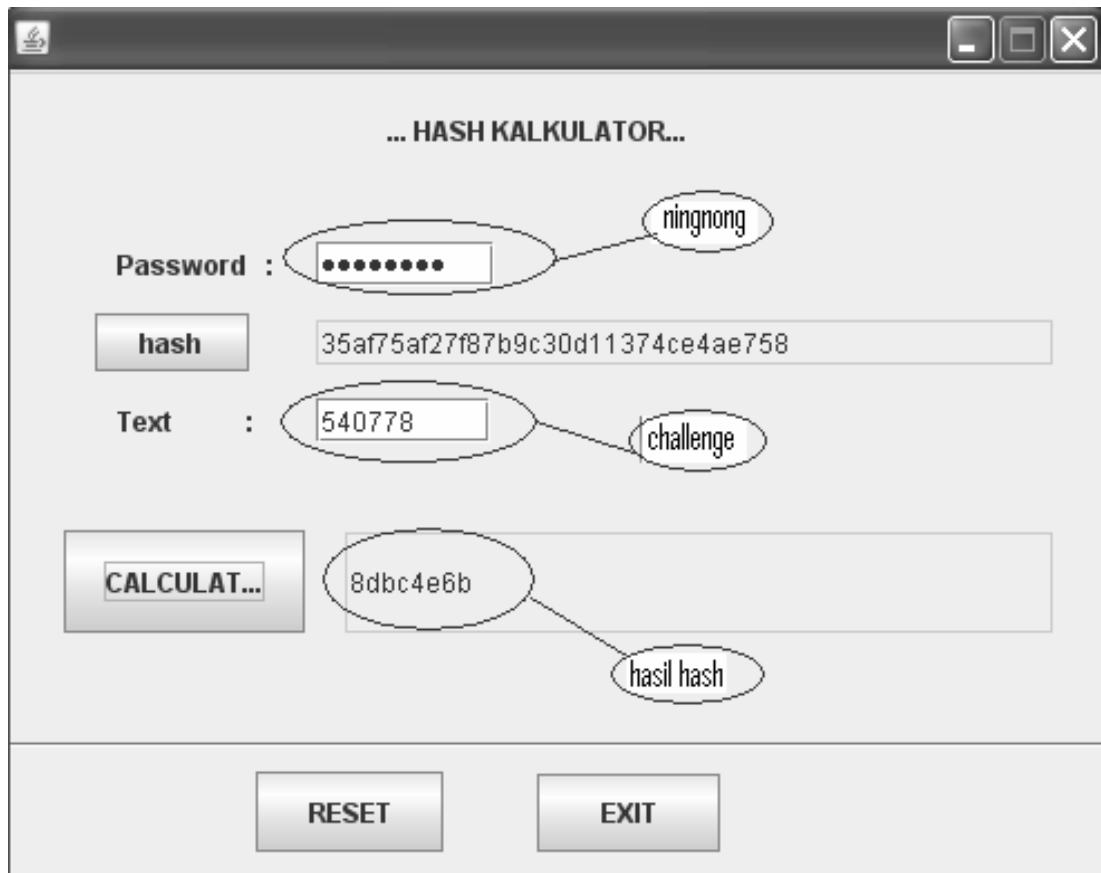 ... HASH KALKULATOR...
ningnong
Password : ●●●●●●●●
hash 35af75af27f87b9c30d11374ce4ae758
Text : 540778
challenge
CALCULAT... 8dbc4e6b
hasil hash
RESET EXIT